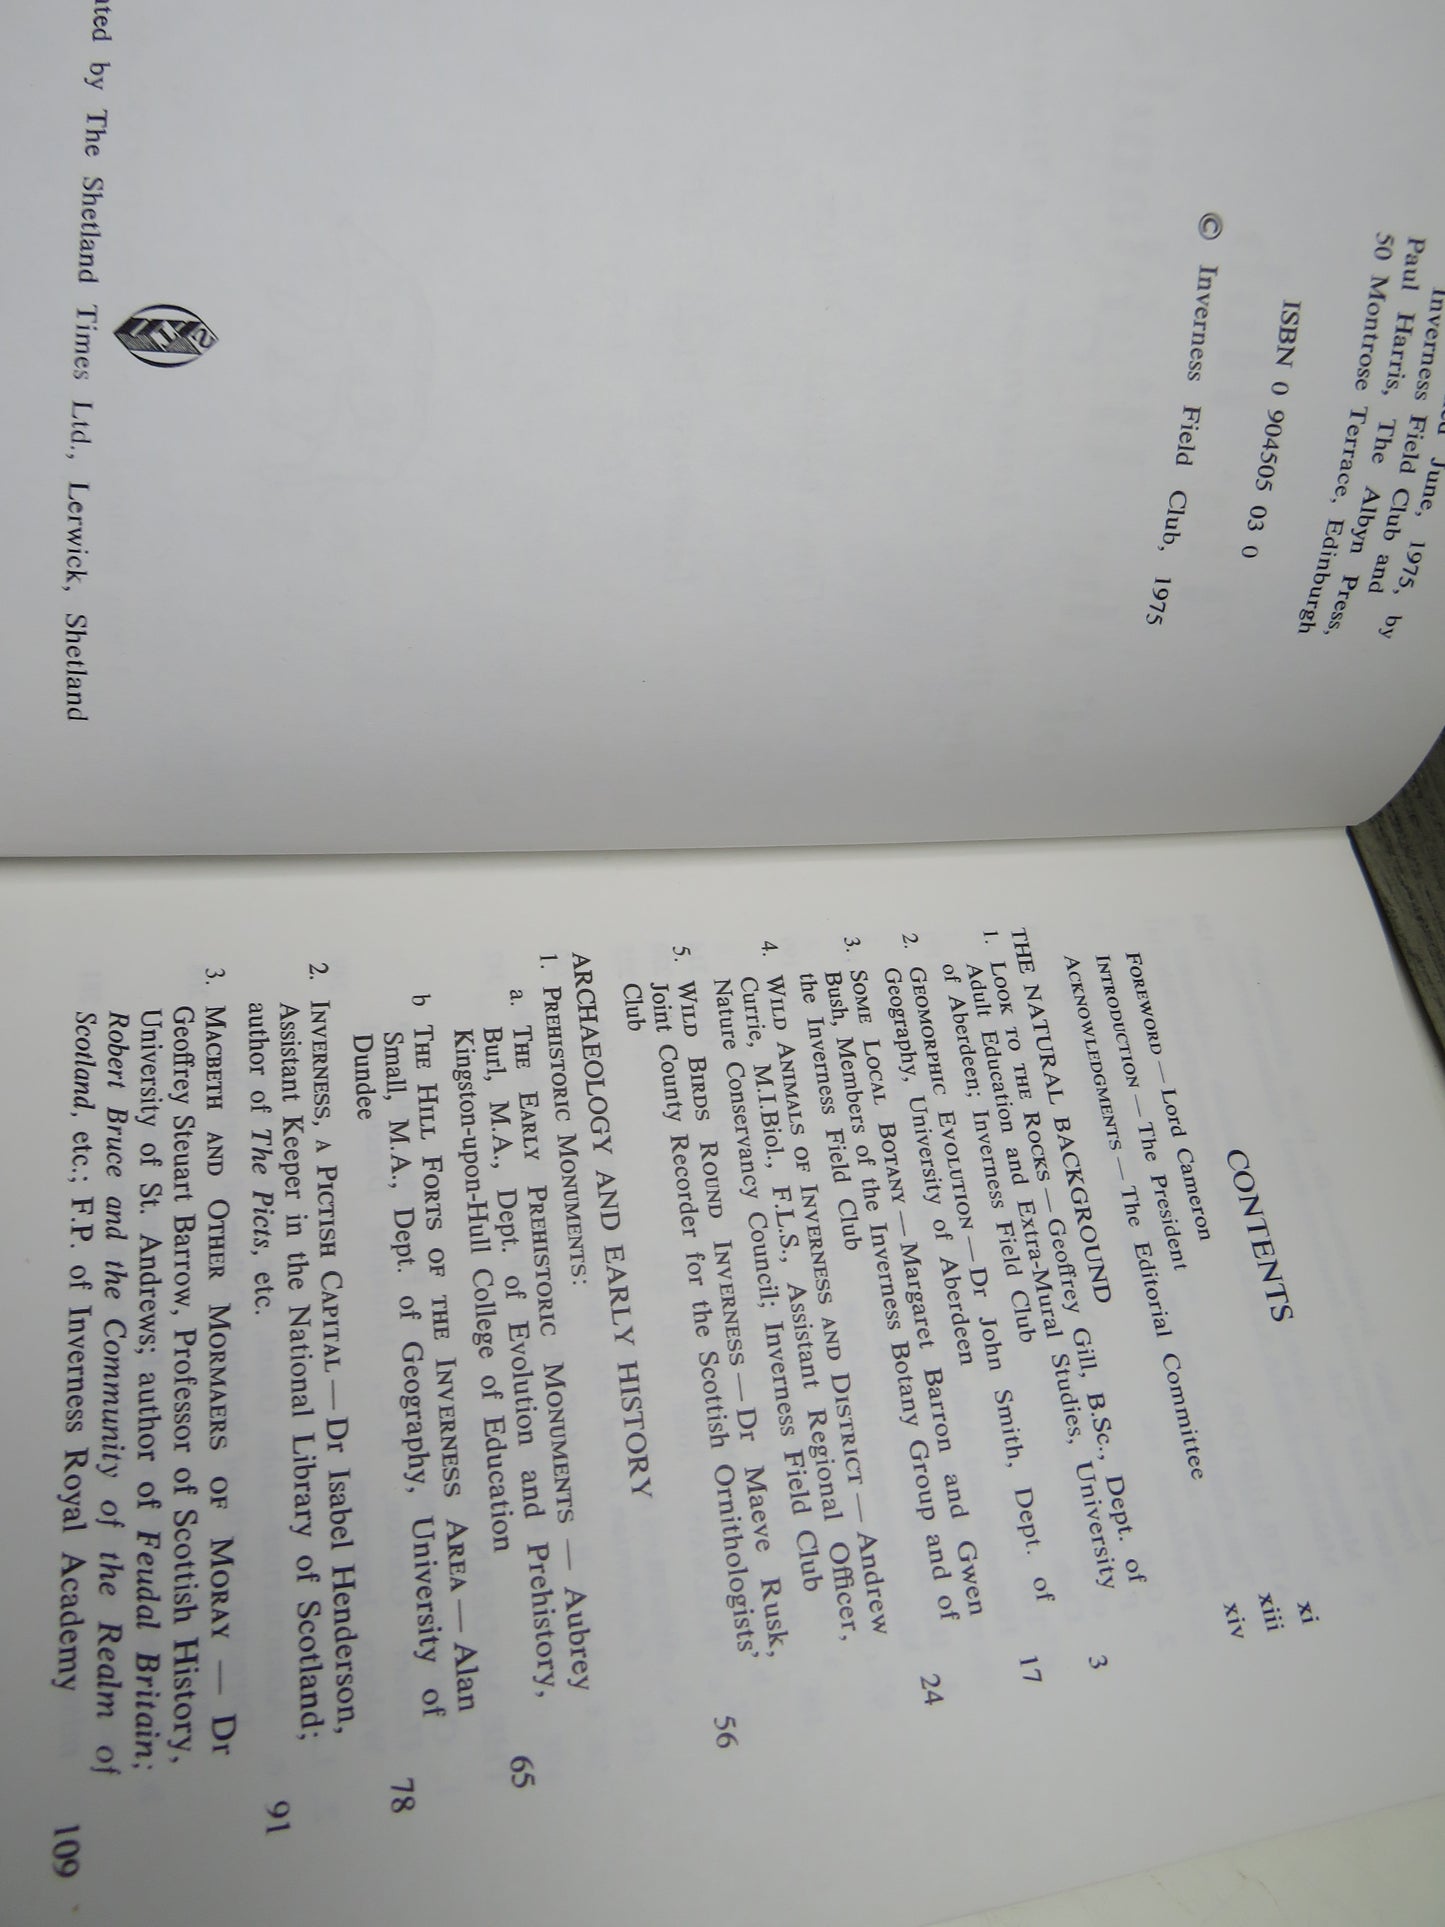 June, 1975, by
Inverness Field Club and
Paul Harris, The Albyn Press,
50 Montrose Terrace, Edinburgh
ISBN 0 904505 03 0
© Inverness Field Club, 1975
by The Shetland Times Ltd., Lerwick, Shetland
CONTENTS
FOREWORD — Lord Cameron xi
INTRODUCTION — The President xiii
ACKNOWLEDGMENTS — The Editorial Committee xiv
THE NATURAL BACKGROUND
1. LOOK TO THE ROCKS — Geoffrey Gill, B.Sc., Dept. of
Adult Education and Extra-Mural Studies, University
of Aberdeen; Inverness Field Club 3
2. GEOMORPHIC EVOLUTION — Dr John Smith, Dept. of
Geography, University of Aberdeen 17
3. SOME LOCAL BOTANY — Margaret Barron and Gwen
Bush, Members of the Inverness Botany Group and of
the Inverness Field Club 24
4. WILD ANIMALS OF INVERNESS AND DISTRICT — Andrew
Currie, M.I.Biol., F.L.S., Assistant Regional Officer,
Nature Conservancy Council; Inverness Field Club
5. WILD BIRDS ROUND INVERNESS — Dr Maeve Rusk,
Joint County Recorder for the Scottish Ornithologists'
Club 56
ARCHAEOLOGY AND EARLY HISTORY
1. PREHISTORIC MONUMENTS:
a. THE EARLY PREHISTORIC MONUMENTS — Aubrey
Burl, M.A., Dept. of Evolution and Prehistory,
Kingston-upon-Hull College of Education 65
b THE HILL FORTS OF THE INVERNESS AREA — Alan
Small, M.A., Dept. of Geography, University of
Dundee 78
2. INVERNESS, A PICTISH CAPITAL — Dr Isabel Henderson,
Assistant Keeper in the National Library of Scotland;
author of The Picts, etc. 91
3. MACBETH AND OTHER MORMAERS OF MORAY — Dr
Geoffrey Steuart Barrow, Professor of Scottish History,
University of St. Andrews; author of Feudal Britain;
Robert Bruce and the Community of the Realm of
Scotland, etc.; F.P. of Inverness Royal Academy 109